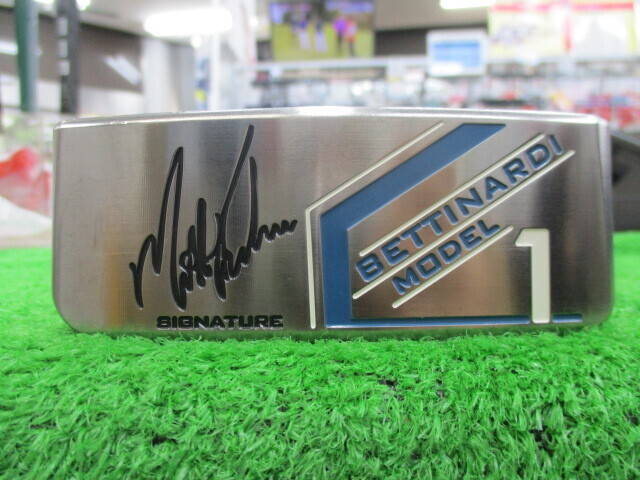 SIGNATURE
BETTINARDI
MODEL
1